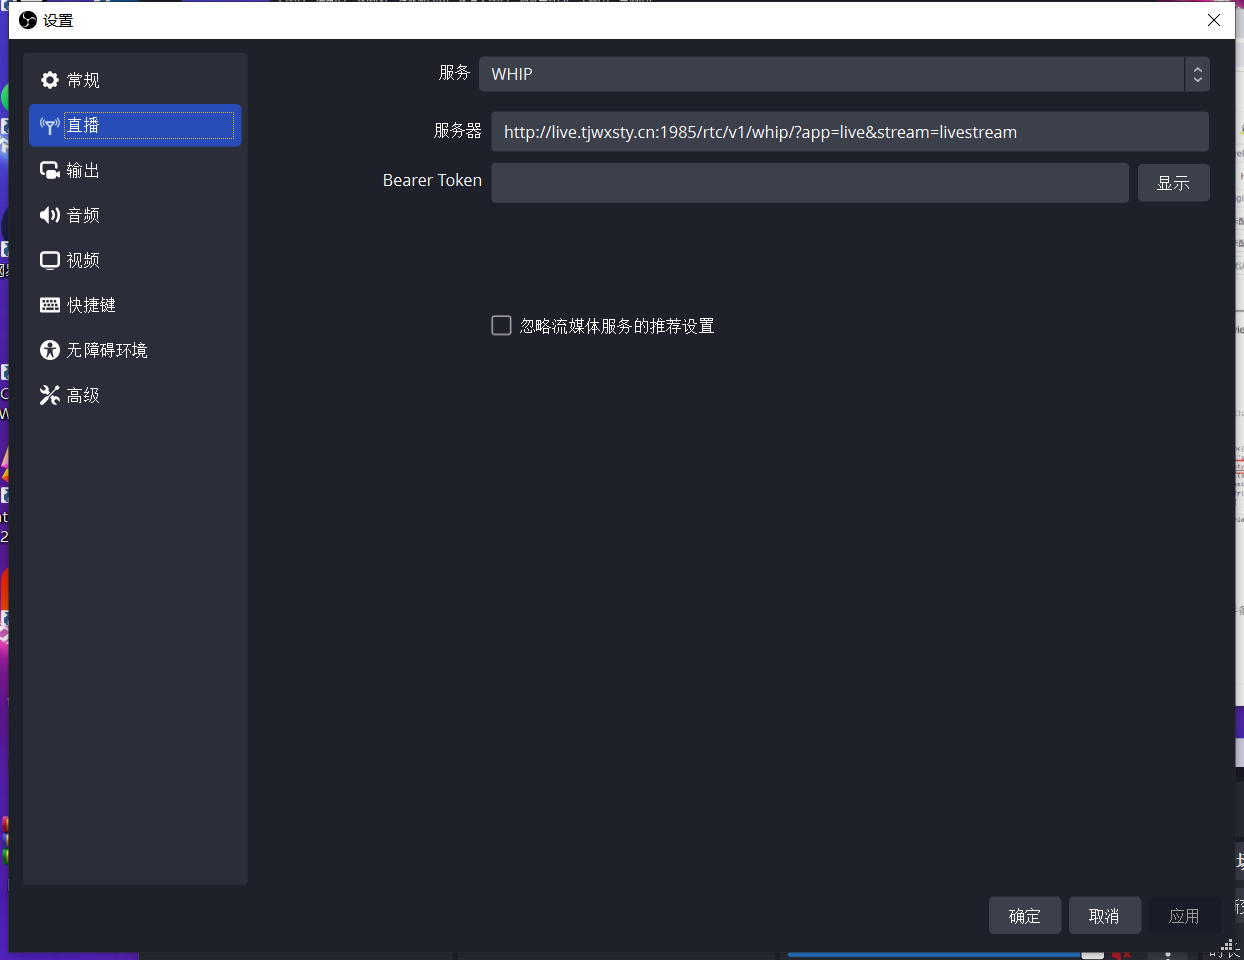 设置
常规
直播
输出
音频
视频
快捷键
无障碍环境
高级
服务 WHIP
服务器 http://live.tjwxsty.cn:1985/rtc/v1/whip/?app=live&stream=livestream
Bearer Token 显示
忽略流媒体服务的推荐设置
确定 取消 应用